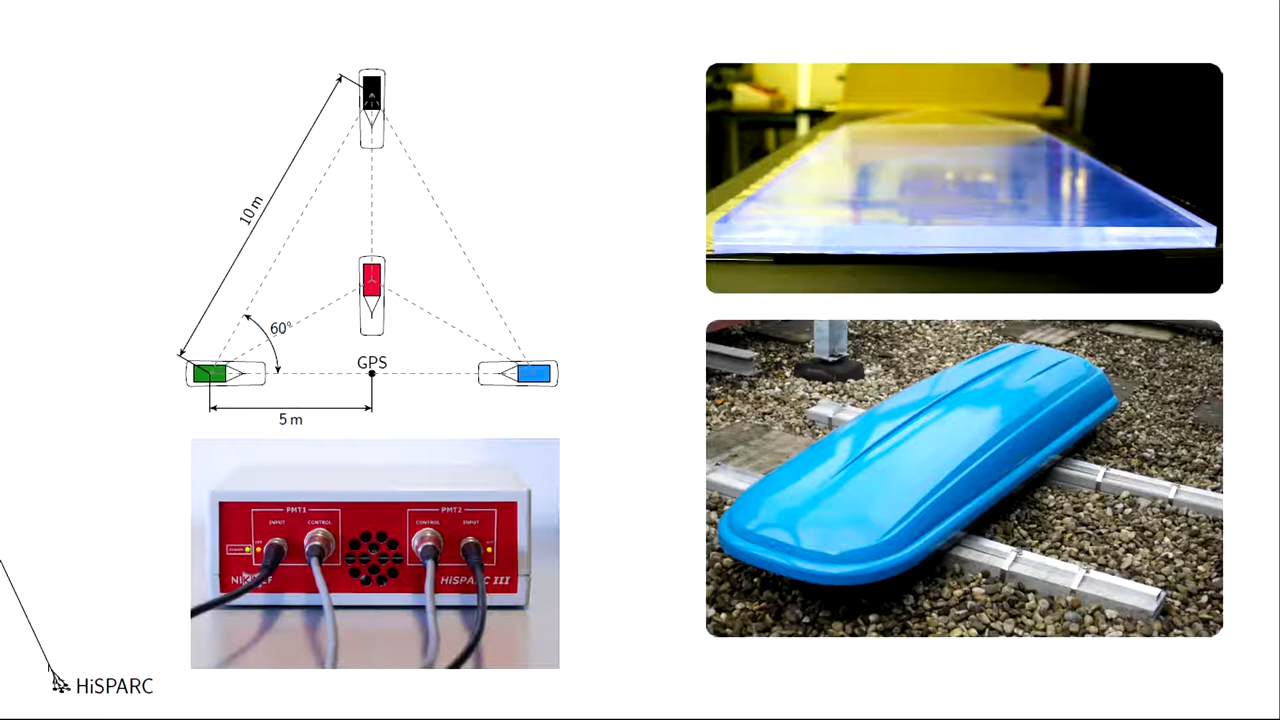 10 m
60°
GPS
5 m
PMT1
PMT2
INPUT
CONTROL
CONTROL
INPUT
HiSPARC III
HiSPARC